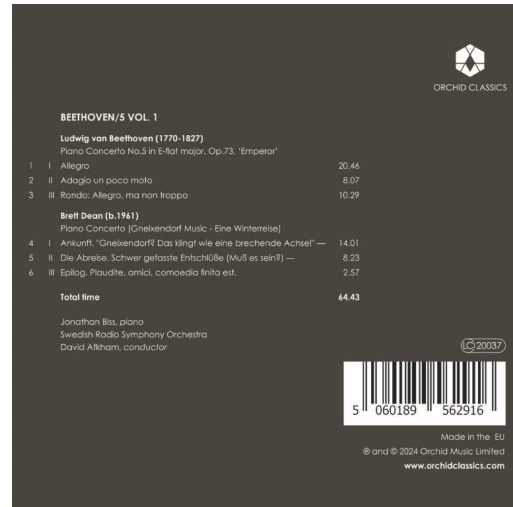 ORCHID CLASSICS
BEETHOVEN/5 VOL. 1
Ludwig van Beethoven (1770-1827)
Piano Concerto No.5 in E-flat major, Op.73, ‘Emperor’
1 I Allegro 20.46
2 II Adagio un poco moto 8.07
3 III Rondo: Allegro, ma non troppo 10.29
Brett Dean (b.1961)
Piano Concerto (Gneixendorf Music - Eine Winterreise)
4 I Ankunft. "Gneixendorf? Das klingt wie eine brechende Achse!" — 14.01
5 II Die Abreise. Schwer gefasste Entschlüße (Muß es sein?) — 8.23
6 III Epilog. Plaudite, amici, comoedia finita est. 2.57
Total time 64.43
Jonathan Biss, piano
Swedish Radio Symphony Orchestra
David Afkham, conductor
LC 20037
5 060189 562916
Made in the EU
℗ and © 2024 Orchid Music Limited
www.orchidclassics.com